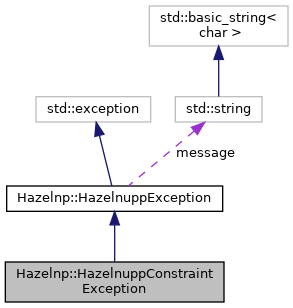 std::basic_string<
char >
std::exception
std::string
message
Hazelnp::HazelnuppException
Hazelnp::HazelnuppConstraint
Exception